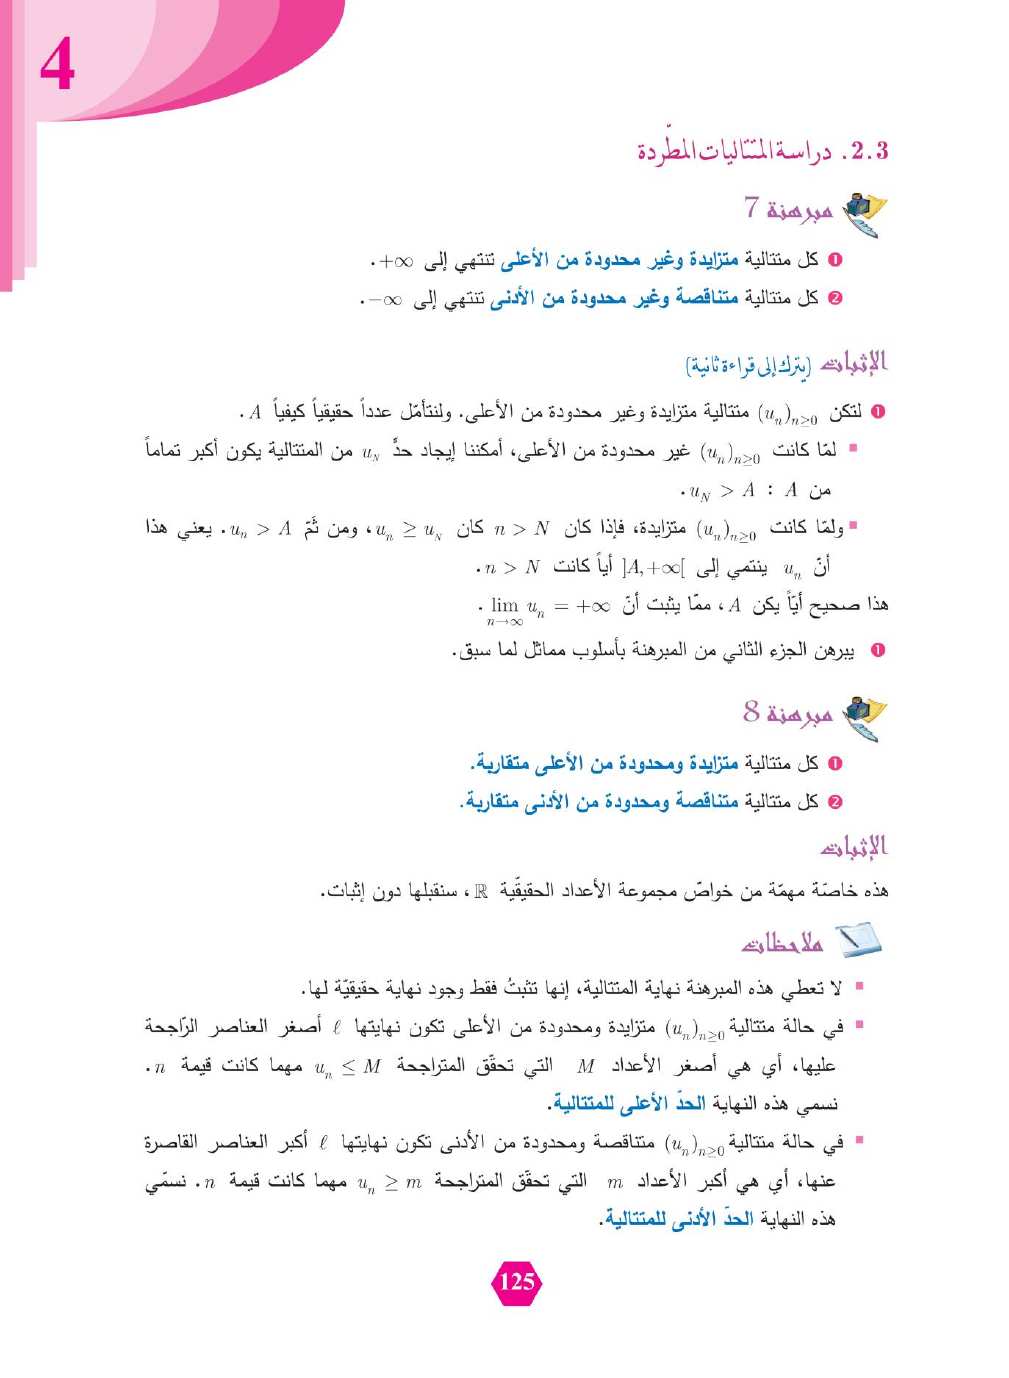 4
2.3. دراسة المتتاليات المطّردة
مبرهنة 7
❶ كل متتالية متزايدة وغير محدودة من الأعلى تنتهي إلى +∞.
❷ كل متتالية متناقصة وغير محدودة من الأدنى تنتهي إلى −∞.
الإثبات (يترك إلى قراءة ثانية)
❶ لتكن (u_n)_{n≥0} متتالية متزايدة وغير محدودة من الأعلى. ولنتأمّل عدداً حقيقياً كيفياً A.
▪ لمّا كانت (u_n)_{n≥0} غير محدودة من الأعلى، أمكننا إيجاد حدٍّ u_N من المتتالية يكون أكبر تماماً
من A : u_N > A.
▪ ولمّا كانت (u_n)_{n≥0} متزايدة، فإذا كان n > N كان u_n ≥ u_N، ومن ثَمّ u_n > A. يعني هذا
أنّ u_n ينتمي إلى ]A,+∞[ أياً كانت n > N.
هذا صحيح أيّاً يكن A، ممّا يثبت أنّ lim_{n→∞} u_n = +∞.
❶ يبرهن الجزء الثاني من المبرهنة بأسلوب مماثل لما سبق.
مبرهنة 8
❶ كل متتالية متزايدة ومحدودة من الأعلى متقاربة.
❷ كل متتالية متناقصة ومحدودة من الأدنى متقاربة.
الإثبات
هذه خاصّة مهمّة من خواصّ مجموعة الأعداد الحقيقّية ℝ، سنقبلها دون إثبات.
ملاحظات
▪ لا تعطي هذه المبرهنة نهاية المتتالية، إنها تثبتُ فقط وجود نهاية حقيقيّة لها.
▪ في حالة متتالية (u_n)_{n≥0} متزايدة ومحدودة من الأعلى تكون نهايتها ℓ أصغر العناصر الرّاجحة
عليها، أي هي أصغر الأعداد M التي تحقّق المتراجحة u_n ≤ M مهما كانت قيمة n.
نسمي هذه النهاية الحدّ الأعلى للمتتالية.
▪ في حالة متتالية (u_n)_{n≥0} متناقصة ومحدودة من الأدنى تكون نهايتها ℓ أكبر العناصر القاصرة
عنها، أي هي أكبر الأعداد m التي تحقّق المتراجحة u_n ≥ m مهما كانت قيمة n. نسمّي
هذه النهاية الحدّ الأدنى للمتتالية.
125